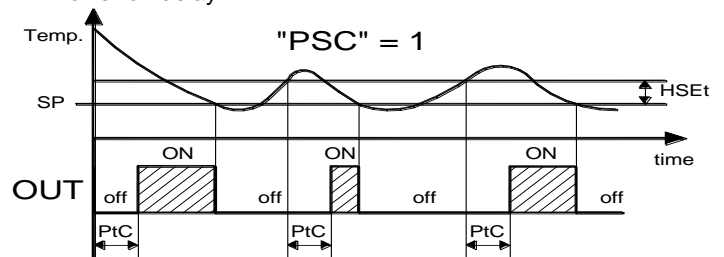 Temp.
"PSC" = 1
HSEt
SP
time
ON ON ON
OUT off off off off
PtC PtC PtC